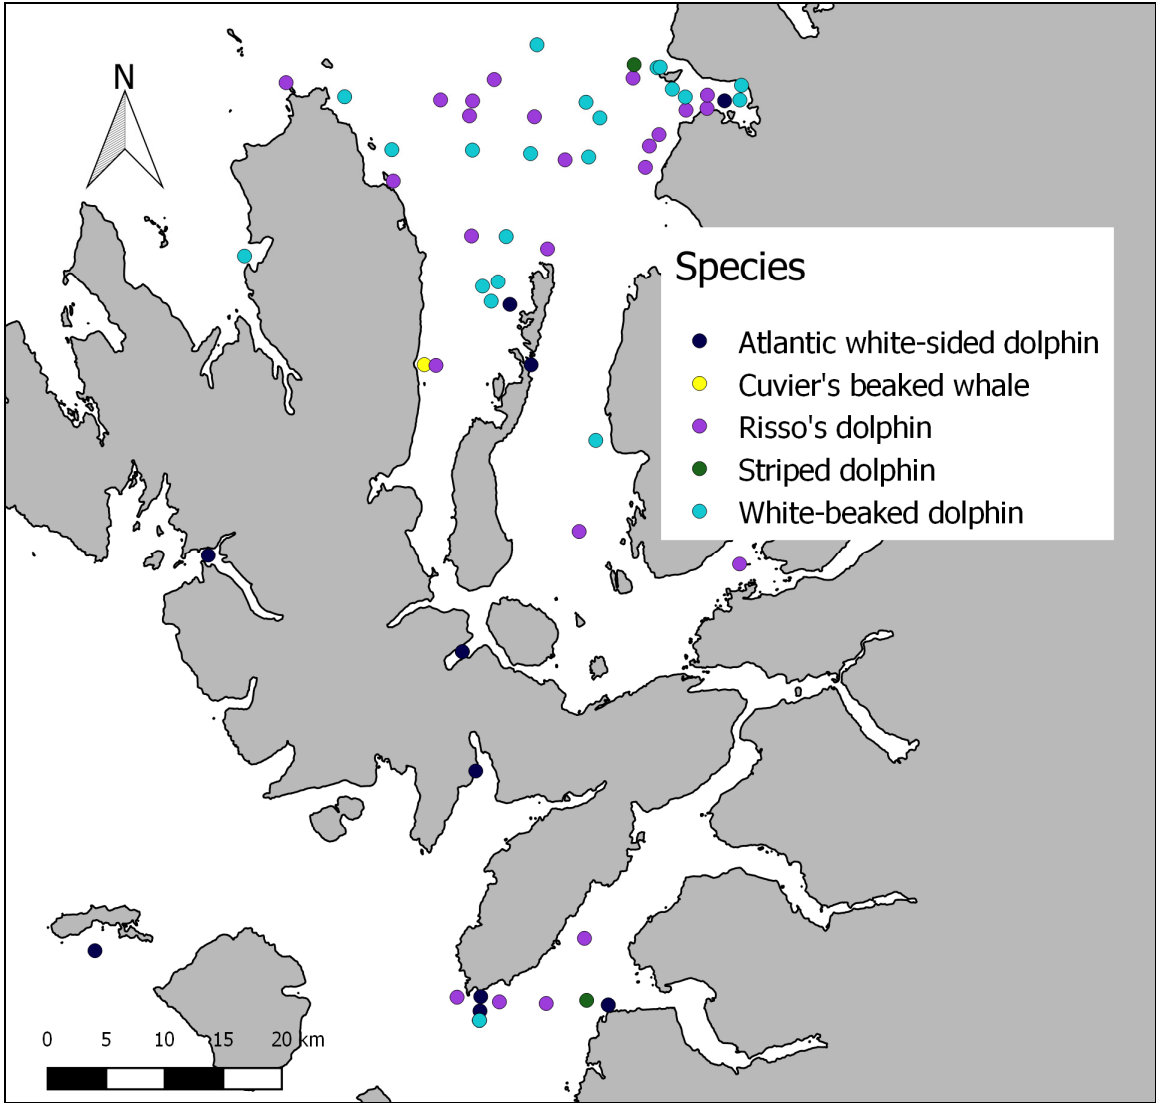 N
Species
Atlantic white-sided dolphin
Cuvier's beaked whale
Risso's dolphin
Striped dolphin
White-beaked dolphin
0 5 10 15 20 km